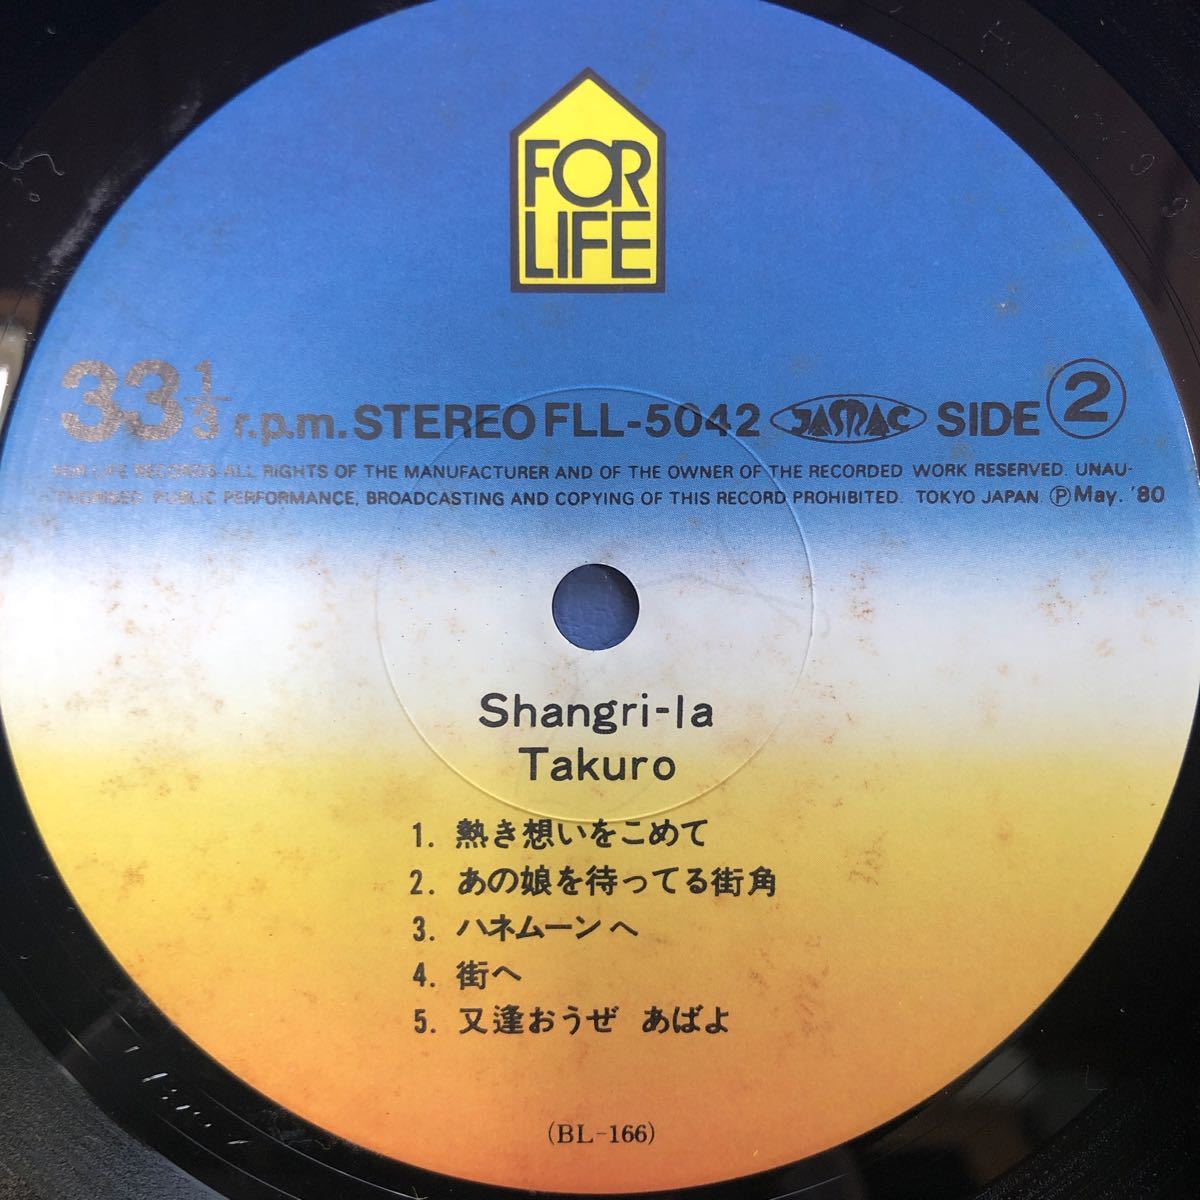 FOR
LIFE
33 1/3 r.p.m. STEREO FLL-5042 JASMAC SIDE 2
FOR LIFE RECORDS ALL RIGHTS OF THE MANUFACTURER AND OF THE OWNER OF THE RECORDED WORK RESERVED. UNAU-
THORISED PUBLIC PERFORMANCE, BROADCASTING AND COPYING OF THIS RECORD PROHIBITED. TOKYO JAPAN. ℗May. '80
Shangri-la
Takuro
1. 熱き想いをこめて
2. あの娘を待ってる街角
3. ハネムーンへ
4. 街へ
5. 又逢おうぜ あばよ
(BL-166)